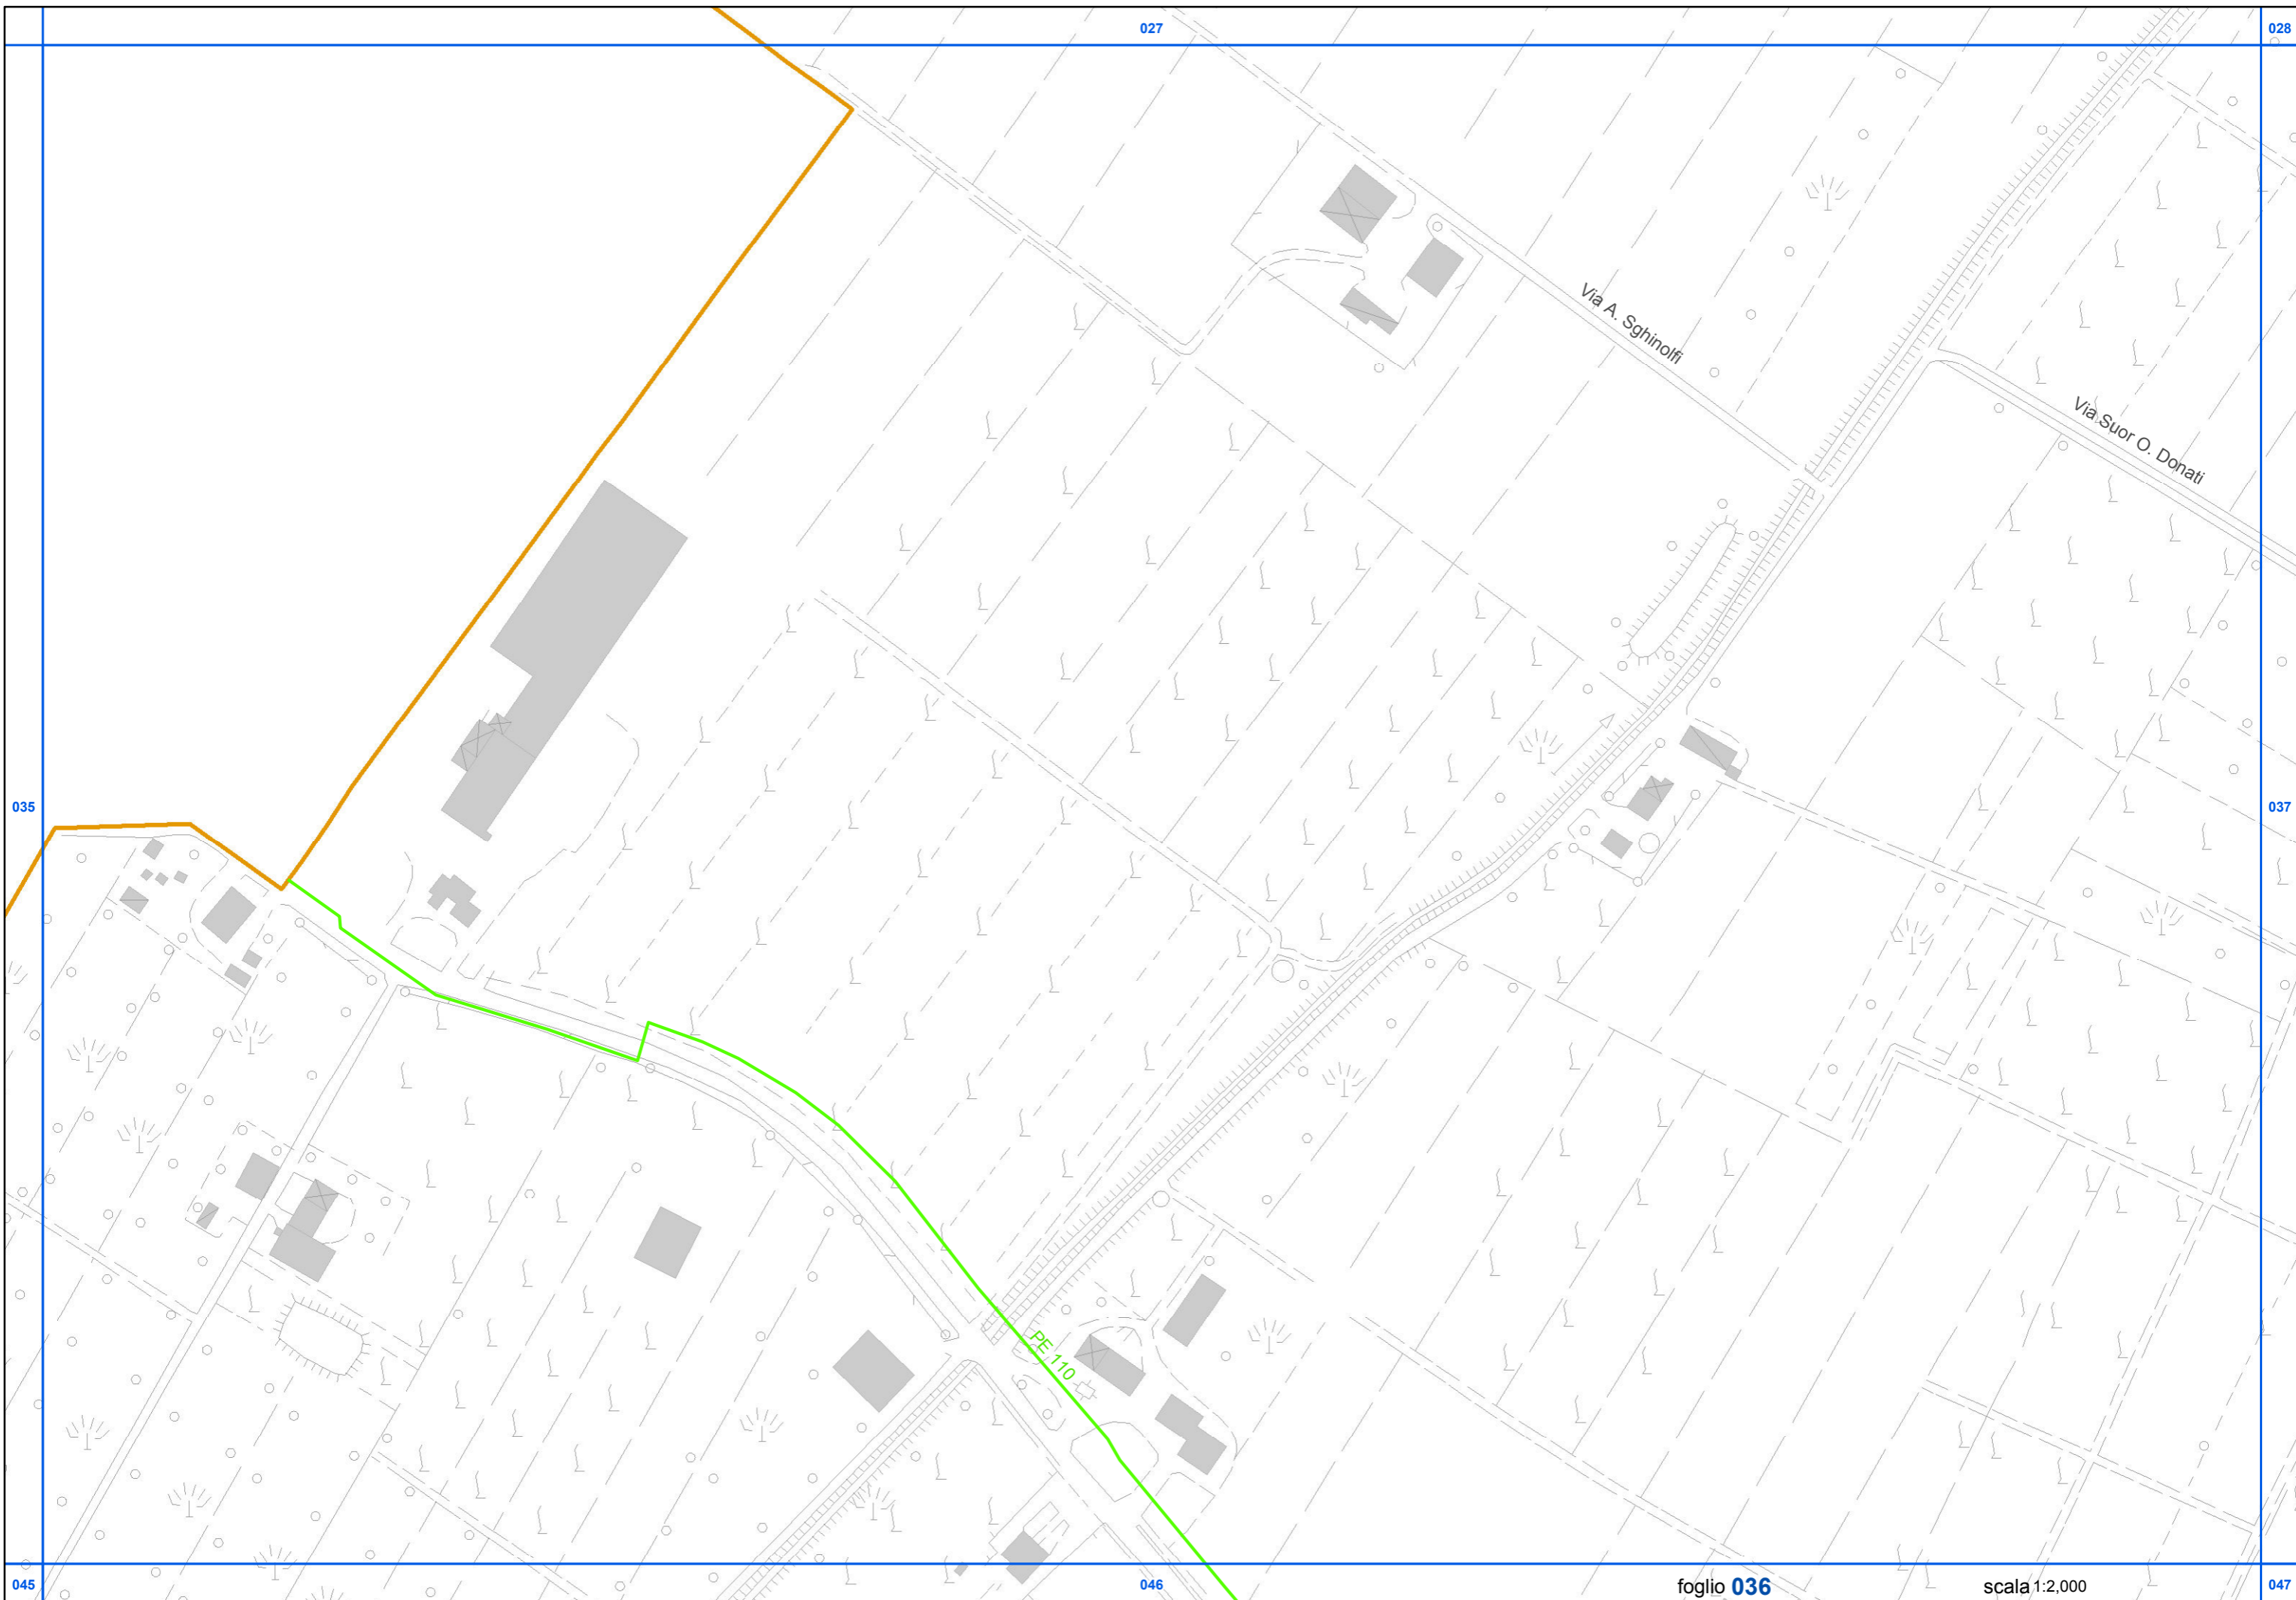 027
028
Via A. Sghinolfi
Via Suor O. Donati
035
037
PE 110
045
046
foglio 036
scala 1:2,000
047